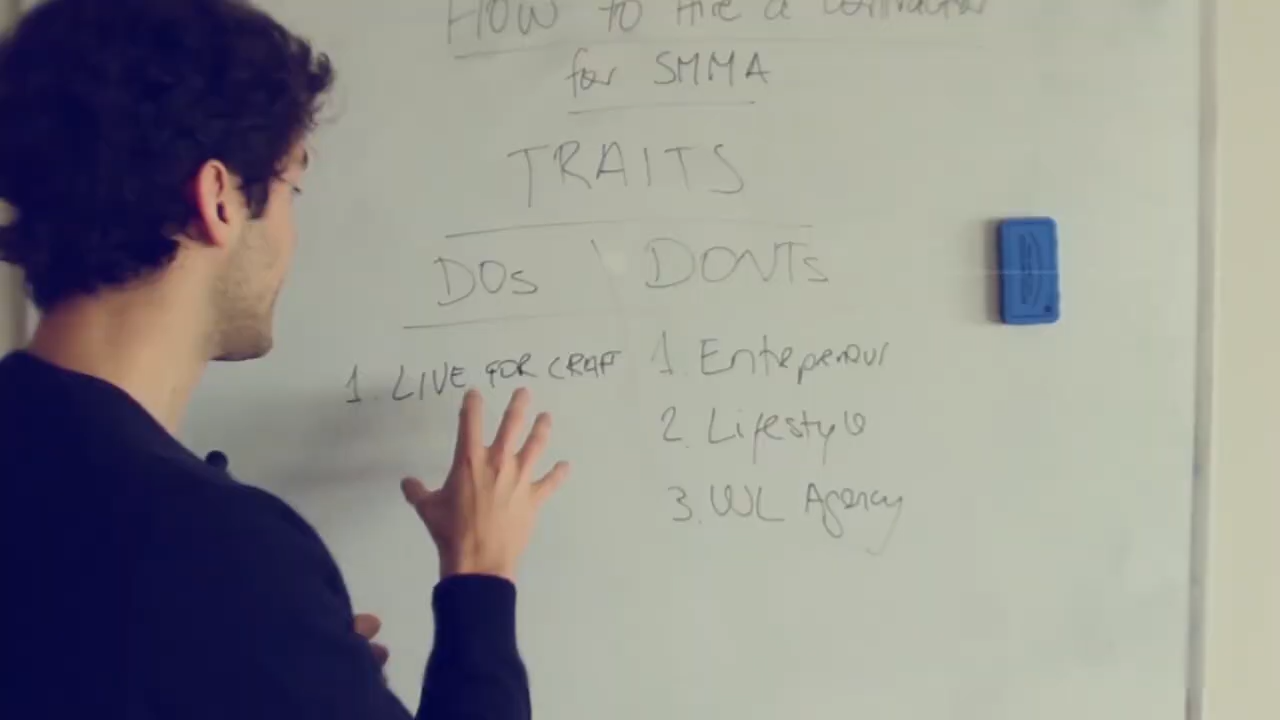 HOW to Hire a contractor
for SMMA
TRAITS
DOs DONTs
1. LIVE FOR CRAFT
1. Entepreneur
2. Lifestyle
3. WL Agency